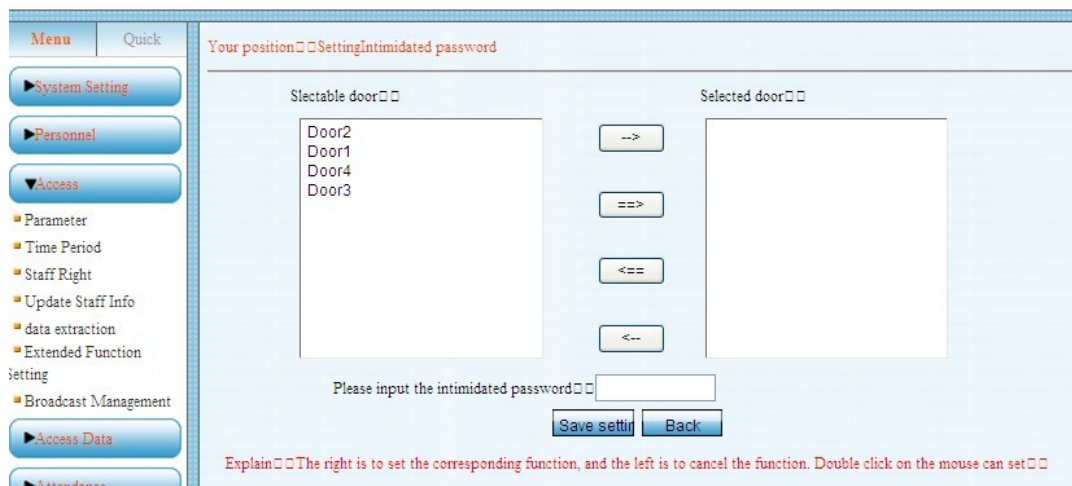 Menu
Quick
Your position□□SettingIntimidated password
System Setting
Personnel
Access
Parameter
Time Period
Staff Right
Update Staff Info
data extraction
Extended Function
Setting
Broadcast Management
Access Data
Attendance
Slectable door□□
Selected door□□
Door2
Door1
Door4
Door3
-->
==>
<==
<--
Please input the intimidated password□□
Save settin
Back
Explain□□The right is to set the corresponding function, and the left is to cancel the function. Double click on the mouse can set□□